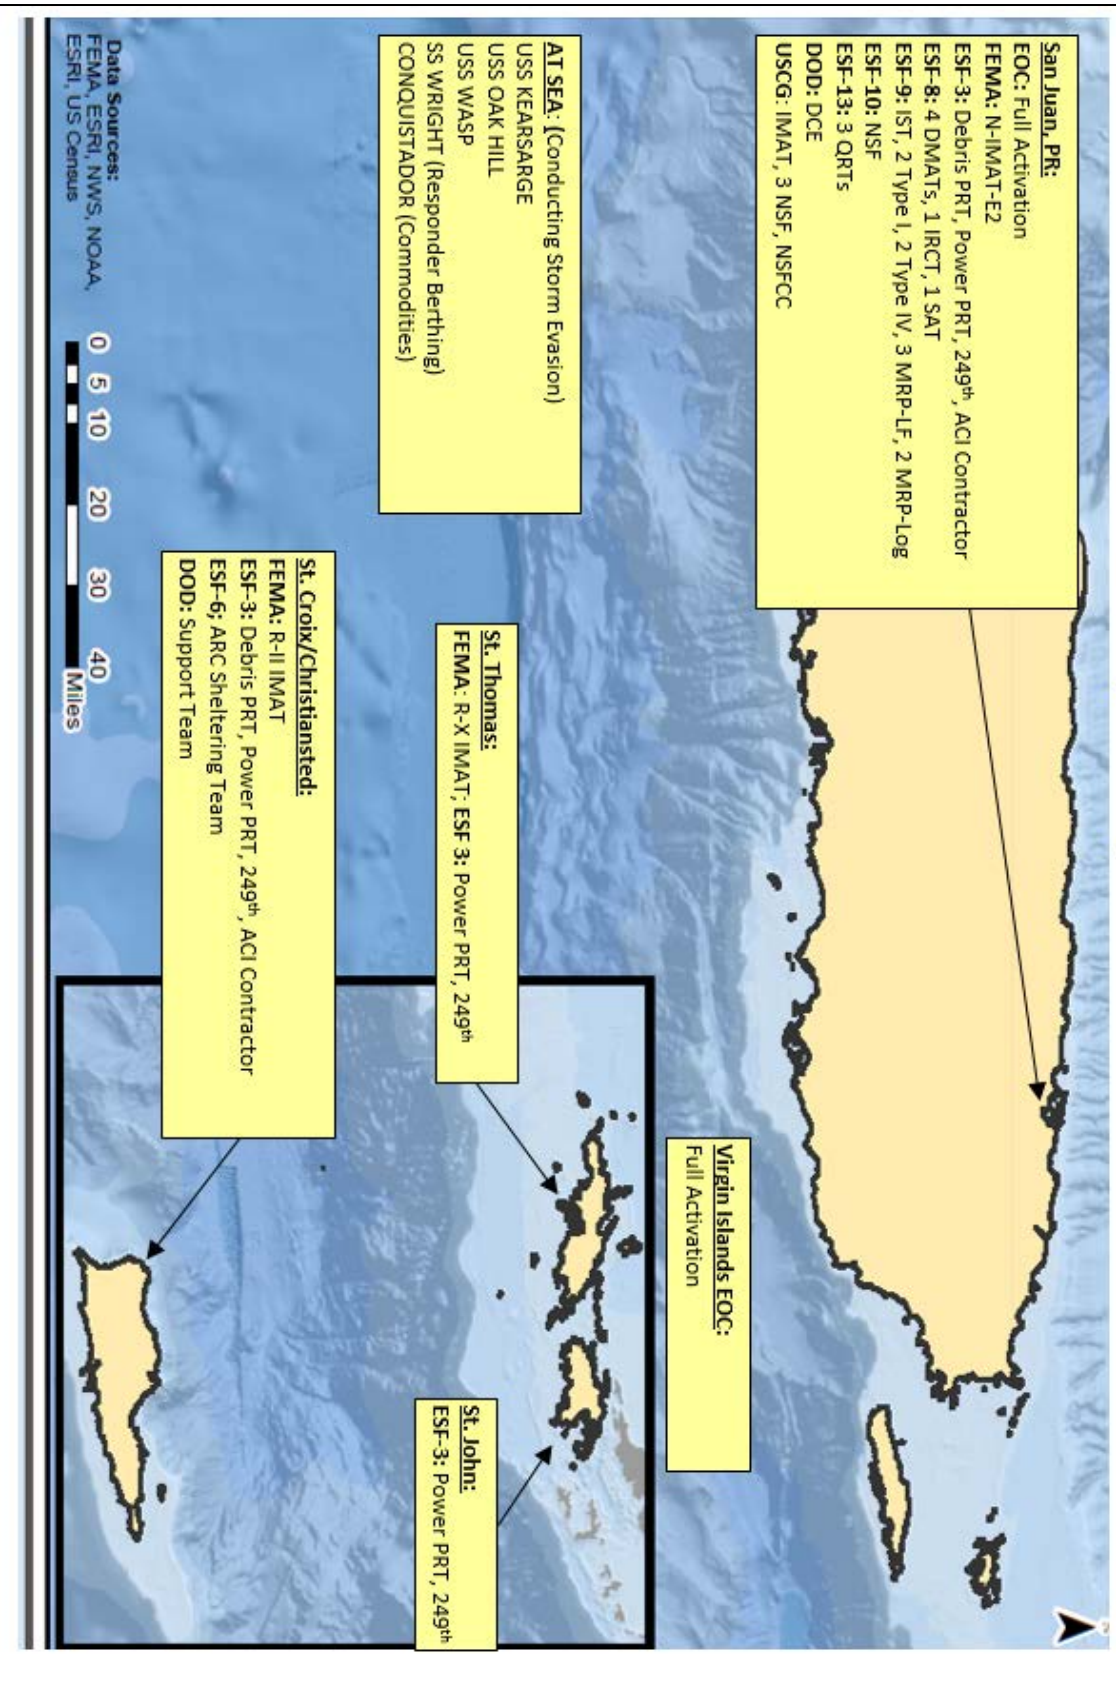 San Juan, PR:
EOC: Full Activation
FEMA: N-IMAT-E2
ESF-3: Debris PRT, Power PRT, 249th, ACI Contractor
ESF-8: 4 DMATs, 1 IRCT, 1 SAT
ESF-9: IST, 2 Type I, 2 Type IV, 3 MRP-LF, 2 MRP-Log
ESF-10: NSF
ESF-13: 3 QRTs
DOD: DCE
USCG: IMAT, 3 NSF, NSFCC
Virgin Islands EOC:
Full Activation
AT SEA: (Conducting Storm Evasion)
USS KEARSARGE
USS OAK HILL
USS WASP
SS WRIGHT (Responder Berthing)
CONQUISTADOR (Commodities)
St. Thomas:
FEMA: R-X IMAT; ESF 3: Power PRT, 249th
St. John:
ESF-3: Power PRT, 249th
St. Croix/Christiansted:
FEMA: R-II IMAT
ESF-3: Debris PRT, Power PRT, 249th, ACI Contractor
ESF-6; ARC Sheltering Team
DOD: Support Team
Data Sources:
FEMA, ESRI, NWS, NOAA,
ESRI, US Census
0 5 10 20 30 40
Miles